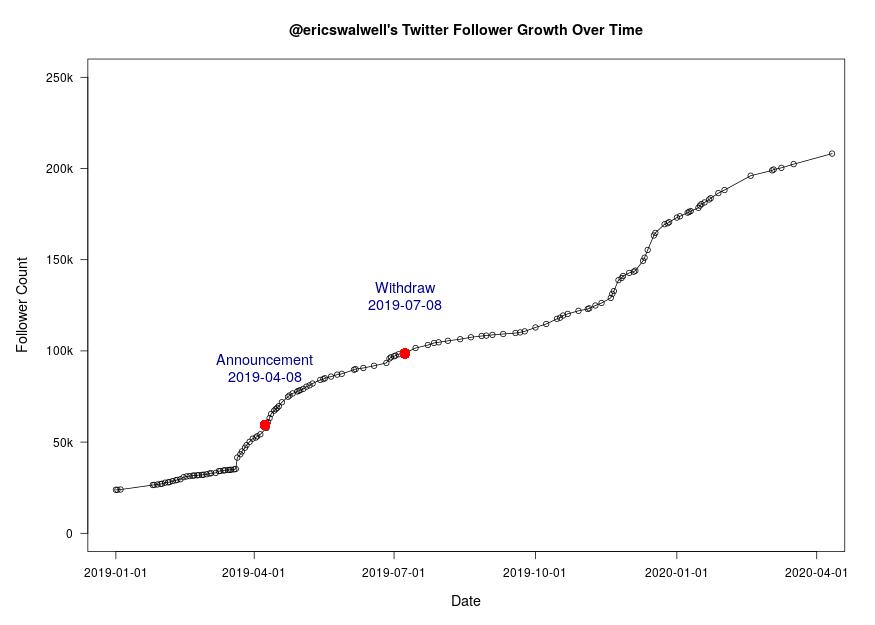 @ericswalwell's Twitter Follower Growth Over Time
250k
200k
150k
100k
50k
0
Follower Count
Withdraw
2019-07-08
Announcement
2019-04-08
2019-01-01
2019-04-01
2019-07-01
2019-10-01
2020-01-01
2020-04-01
Date